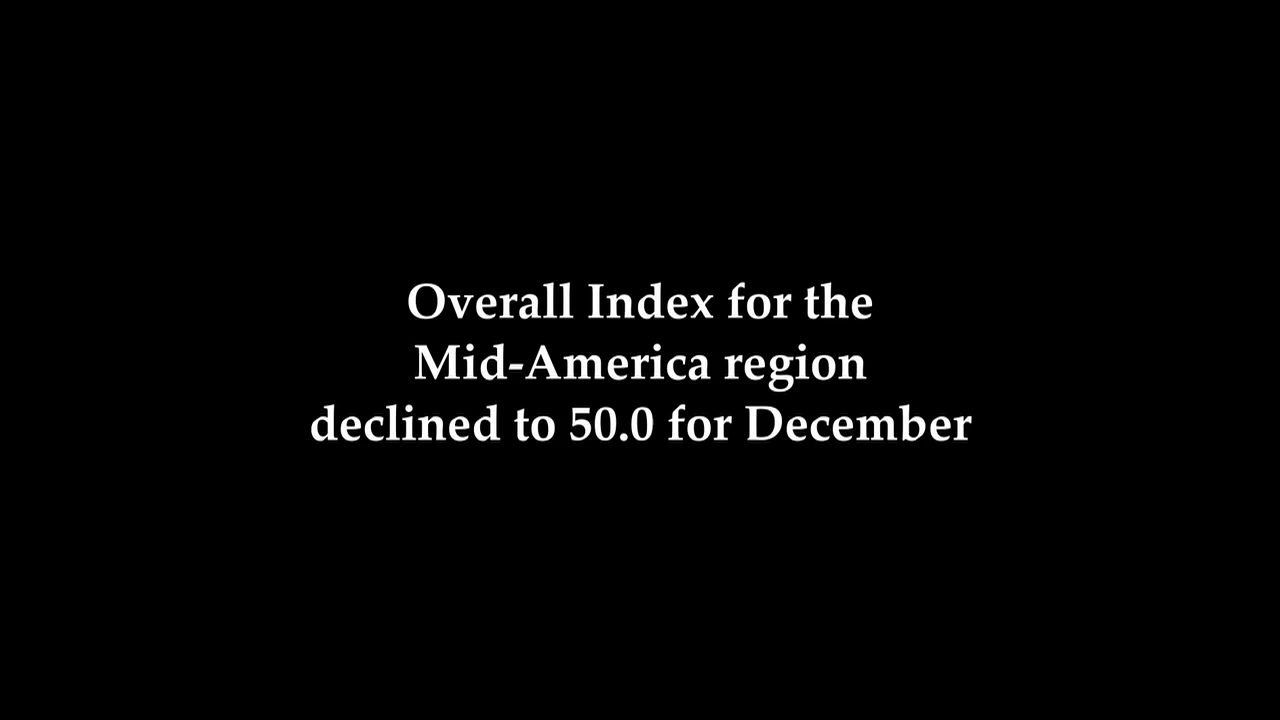 Overall Index for the
Mid-America region
declined to 50.0 for December